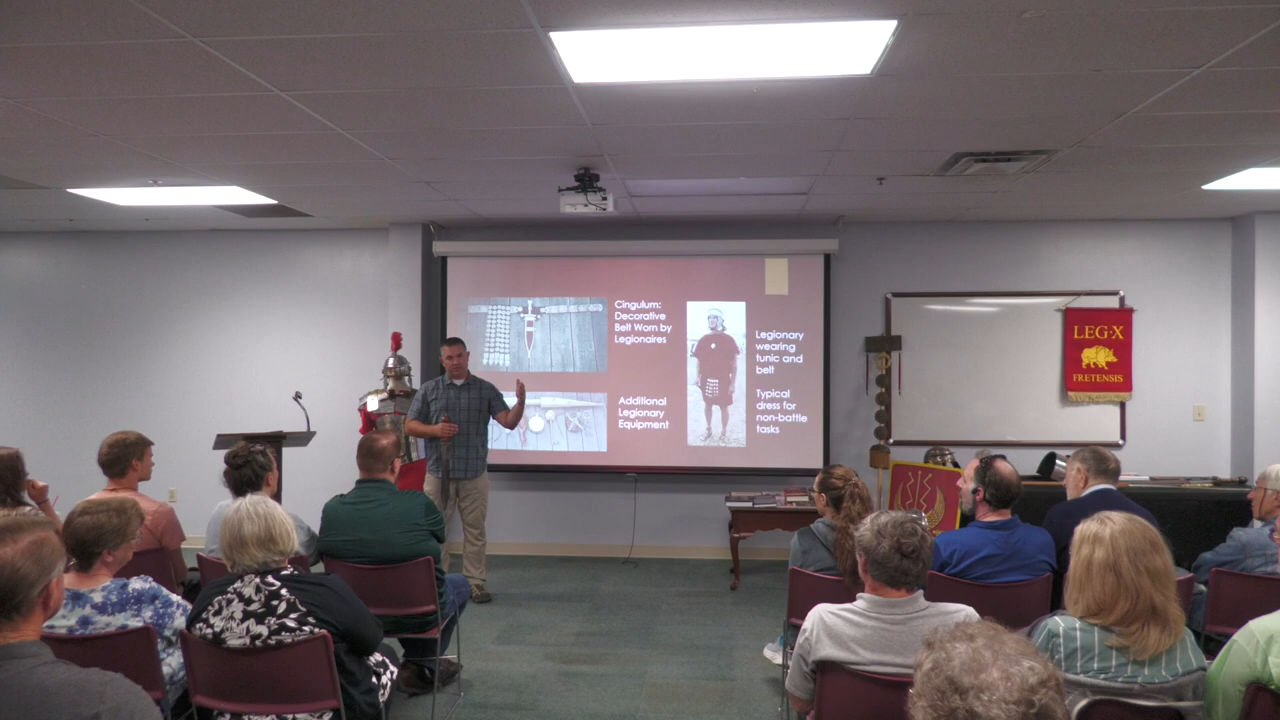 Cingulum:
Decorative
Belt Worn by
Legionaires
Additional
Legionary
Equipment
Legionary
wearing
tunic and
belt
Typical
dress for
non-battle
tasks
LEG·X
FRETENSIS